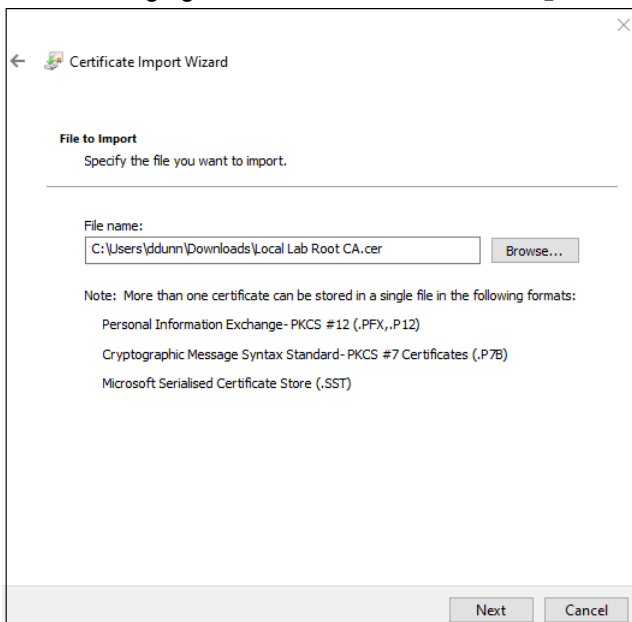 Certificate Import Wizard
File to Import
Specify the file you want to import.
File name:
C:\Users\ddunn\Downloads\Local Lab Root CA.cer
Browse...
Note: More than one certificate can be stored in a single file in the following formats:
Personal Information Exchange- PKCS #12 (.PFX,.P12)
Cryptographic Message Syntax Standard- PKCS #7 Certificates (.P7B)
Microsoft Serialised Certificate Store (.SST)
Next
Cancel